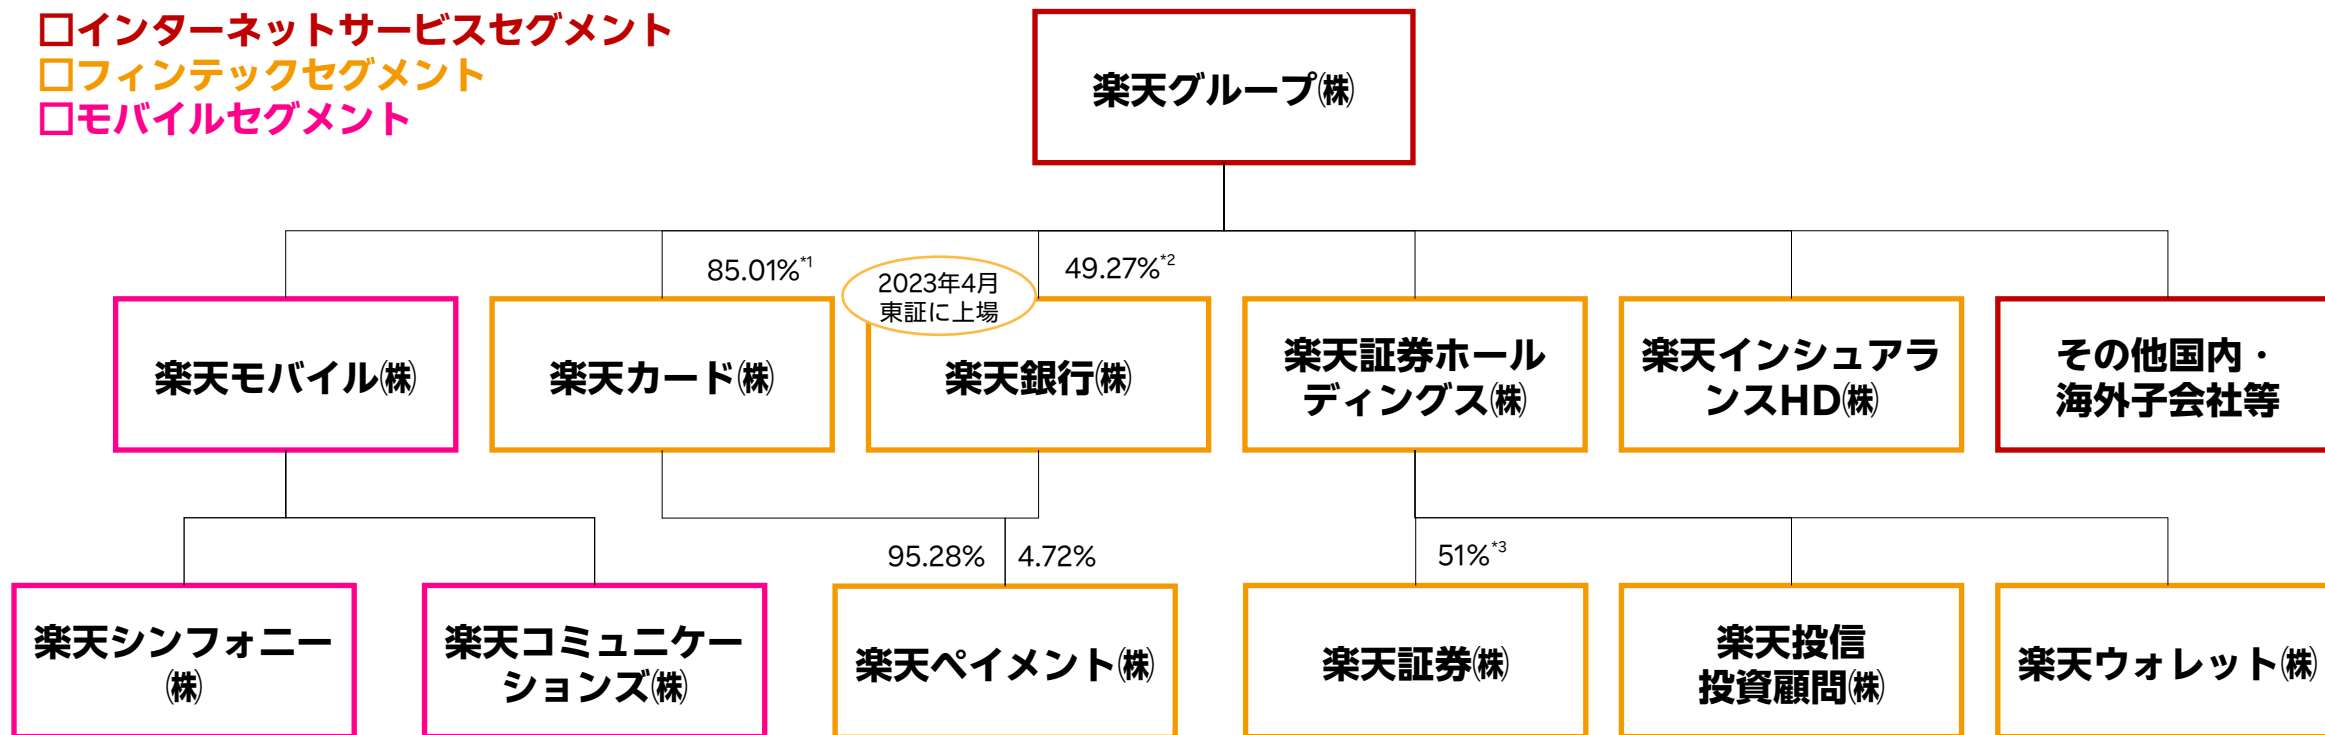 □インターネットサービスセグメント
□フィンテックセグメント
□モバイルセグメント
楽天グループ㈱
85.01%*1
2023年4月
東証に上場
49.27%*2
楽天モバイル㈱
楽天カード㈱
楽天銀行㈱
楽天証券ホール
ディングス㈱
楽天インシュアラ
ンスHD㈱
その他国内・
海外子会社等
95.28%
4.72%
51%*3
楽天シンフォニー
㈱
楽天コミュニケー
ションズ㈱
楽天ペイメント㈱
楽天証券㈱
楽天投信
投資顧問㈱
楽天ウォレット㈱